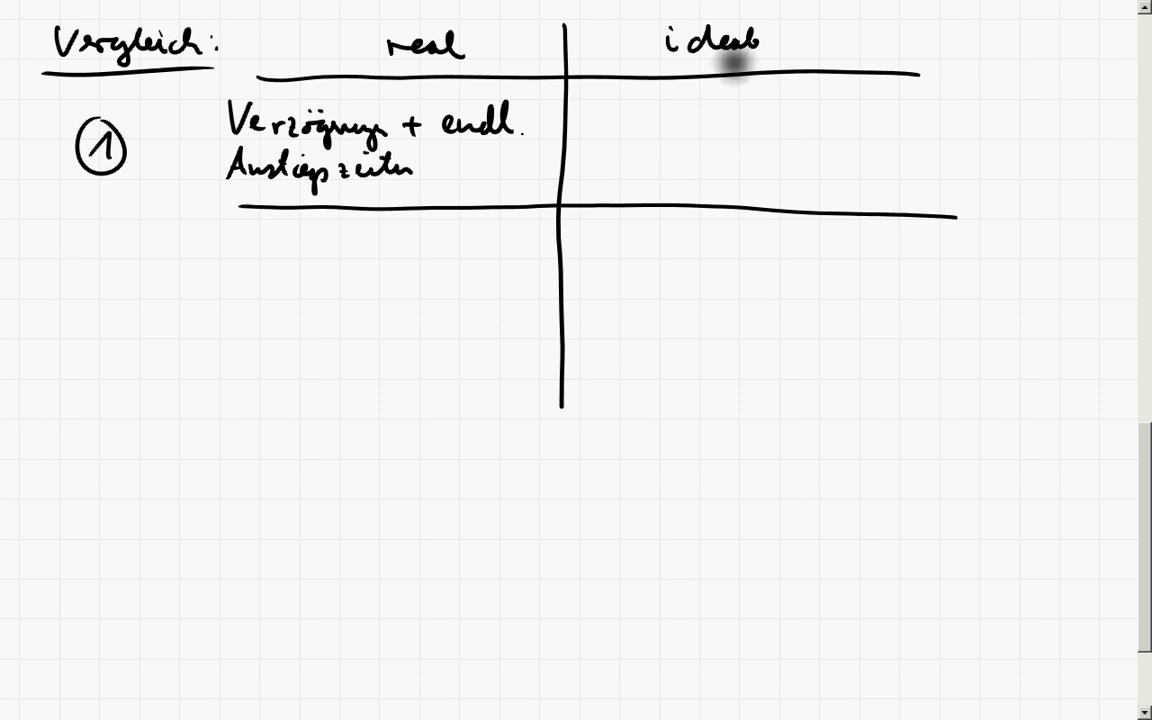 Vergleich: real ideal
① Verzögerung + endl.
Anstiegszeiten